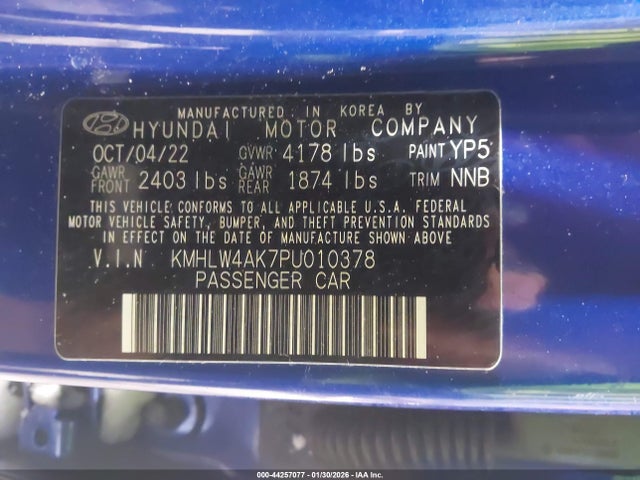 MANUFACTURED IN KOREA BY
HYUNDAI MOTOR COMPANY
OCT/04/22 GVWR 4178 lbs PAINT YP5
GAWR FRONT 2403 lbs GAWR REAR 1874 lbs TRIM NNB
THIS VEHICLE CONFORMS TO ALL APPLICABLE U.S.A. FEDERAL
MOTOR VEHICLE SAFETY, BUMPER, AND THEFT PREVENTION STANDARDS
IN EFFECT ON THE DATE OF MANUFACTURE SHOWN ABOVE
V.I.N KMHLW4AK7PU010378
PASSENGER CAR
000-44257077 - 01/30/2026 - IAA Inc.